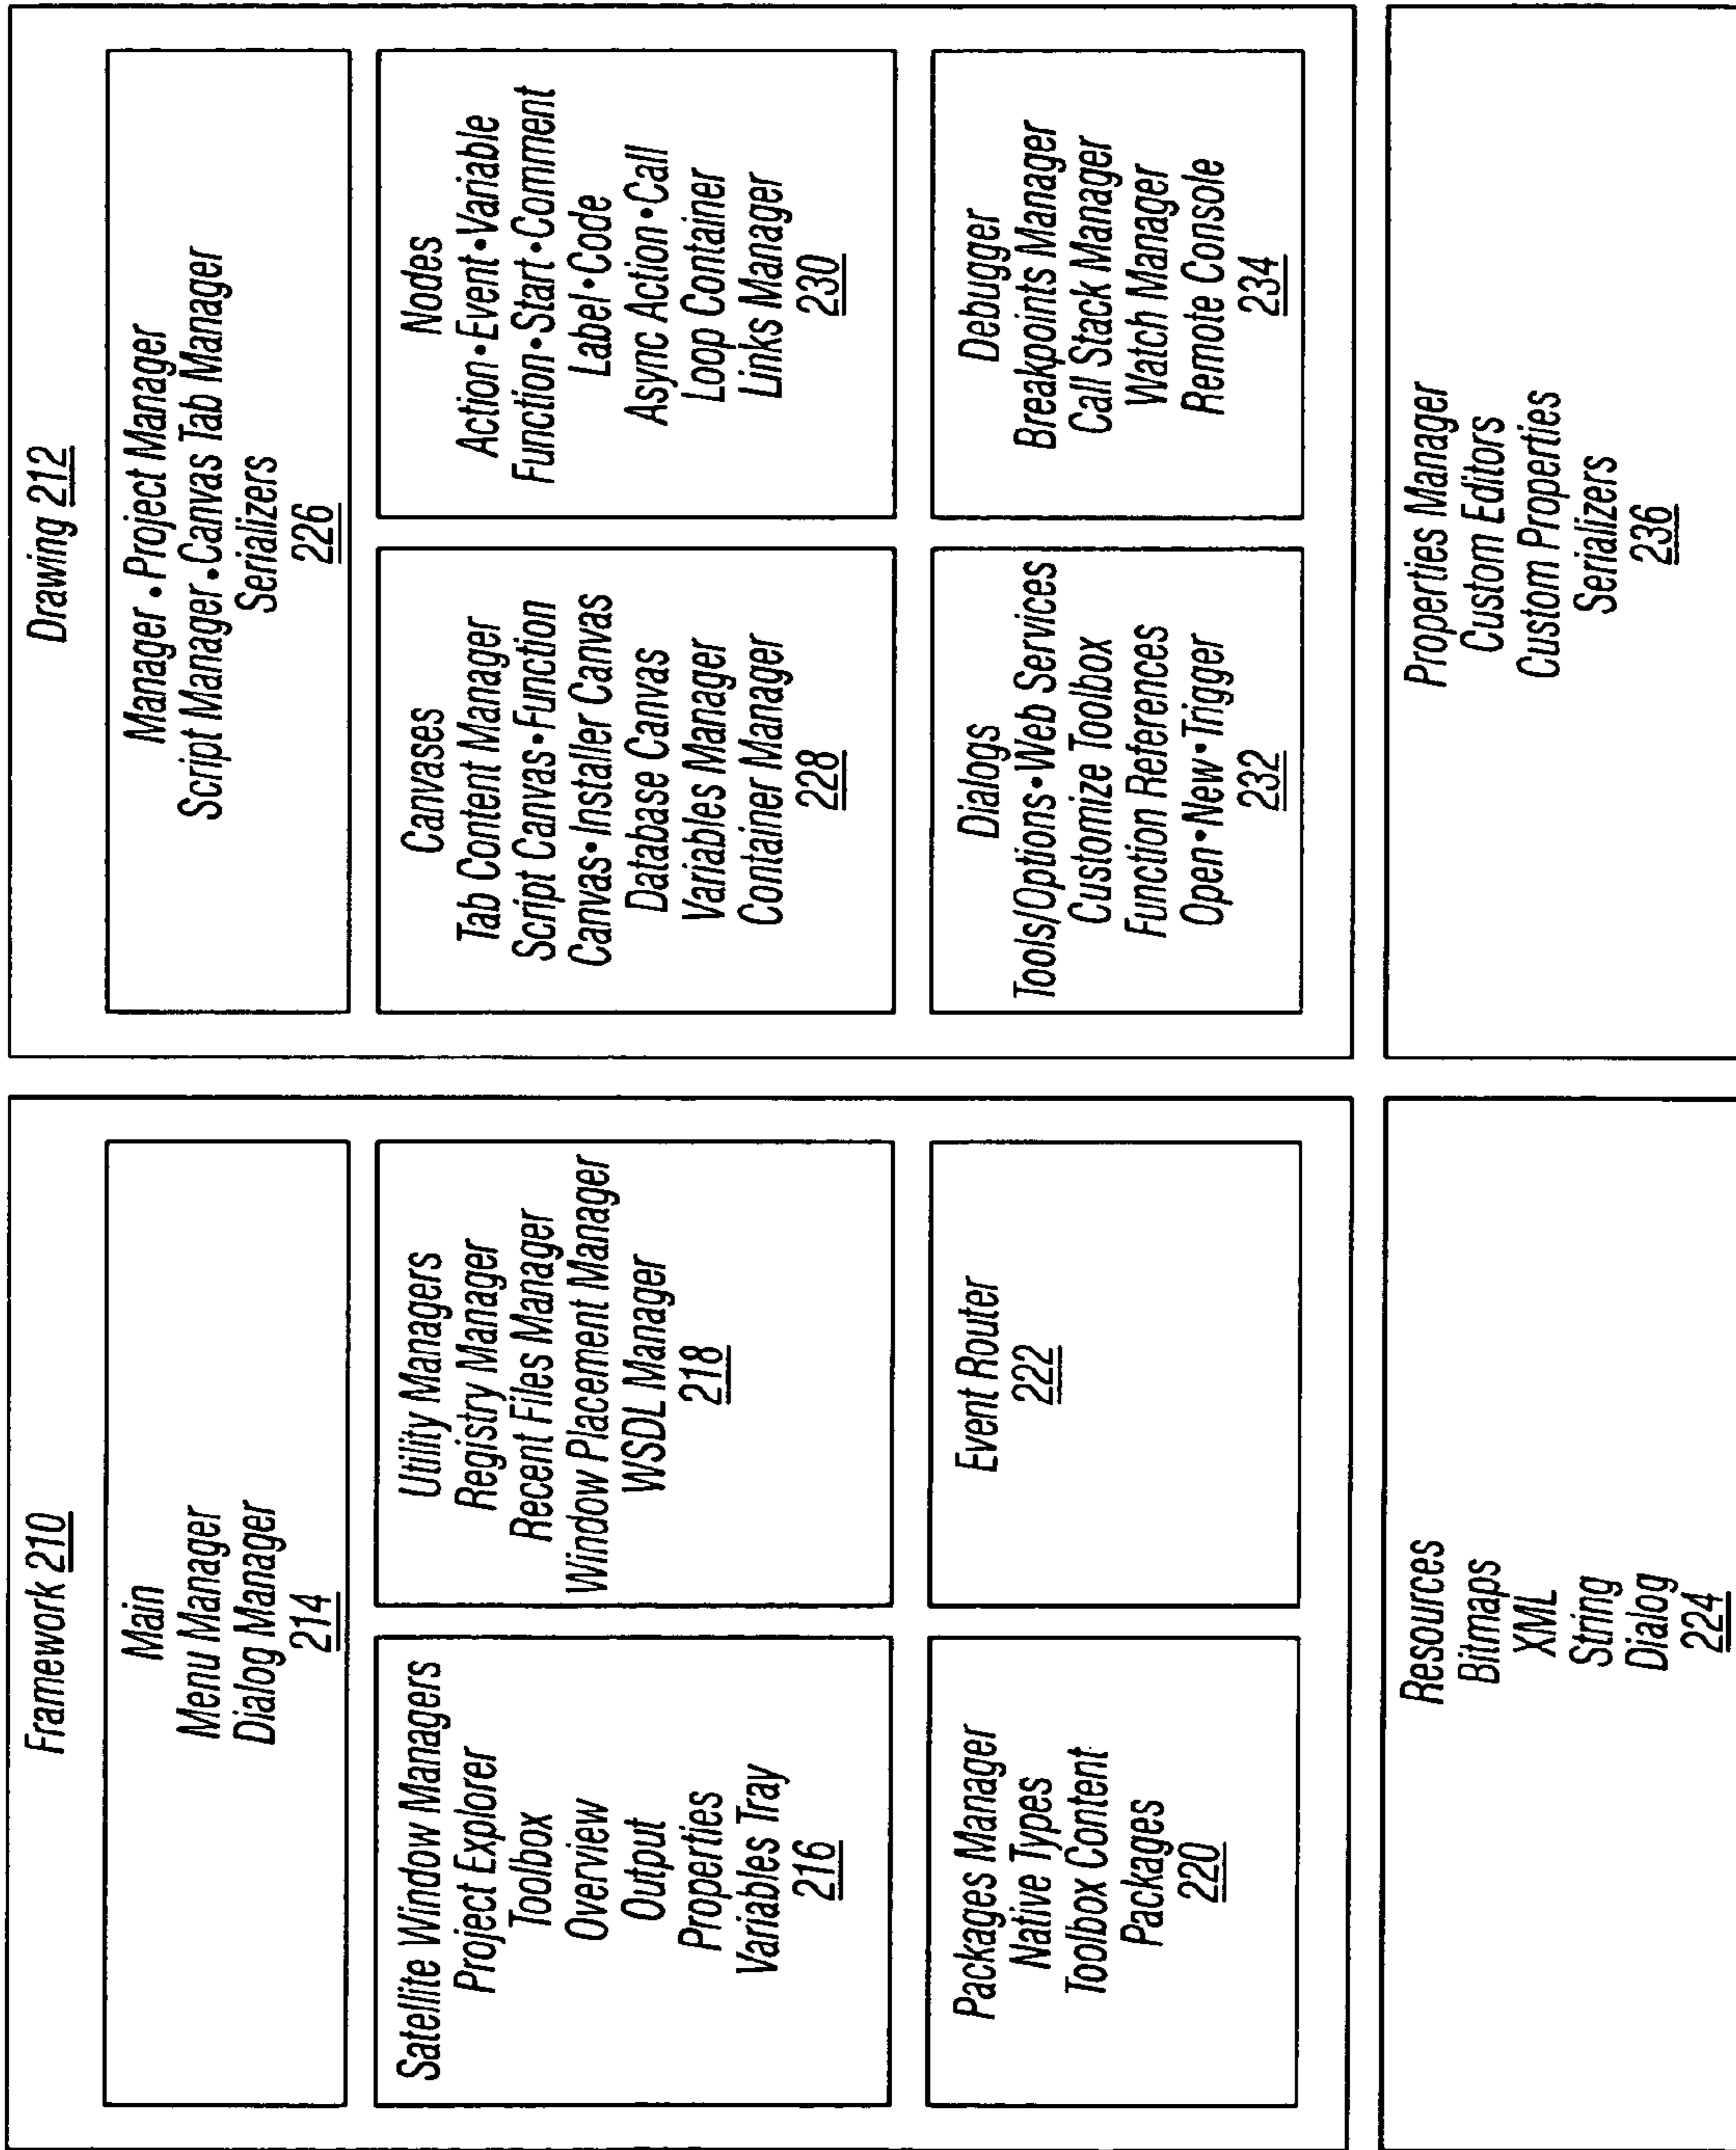 Framework 210
Main
Menu Manager
Dialog Manager
214
Satellite Window Managers
Project Explorer
Toolbox
Overview
Output
Properties
Variables Tray
216
Utility Managers
Registry Manager
Recent Files Manager
Window Placement Manager
WSDL Manager
218
Packages Manager
Native Types
Toolbox Content
Packages
220
Event Router
222
Resources
Bitmaps
XML
String
Dialog
224
Drawing 212
Manager • Project Manager
Script Manager • Canvas Tab Manager
Serializers
226
Canvases
Tab Content Manager
Script Canvas • Function
Canvas • Installer Canvas
Database Canvas
Variables Manager
Container Manager
228
Nodes
Action • Event • Variable
Function • Start • Comment
Label • Code
Async Action • Call
Loop Container
Links Manager
230
Dialogs
Tools/Options • Web Services
Customize Toolbox
Function References
Open • New • Trigger
232
Debugger
Breakpoints Manager
Call Stack Manager
Watch Manager
Remote Console
234
Properties Manager
Custom Editors
Custom Properties
Serializers
236